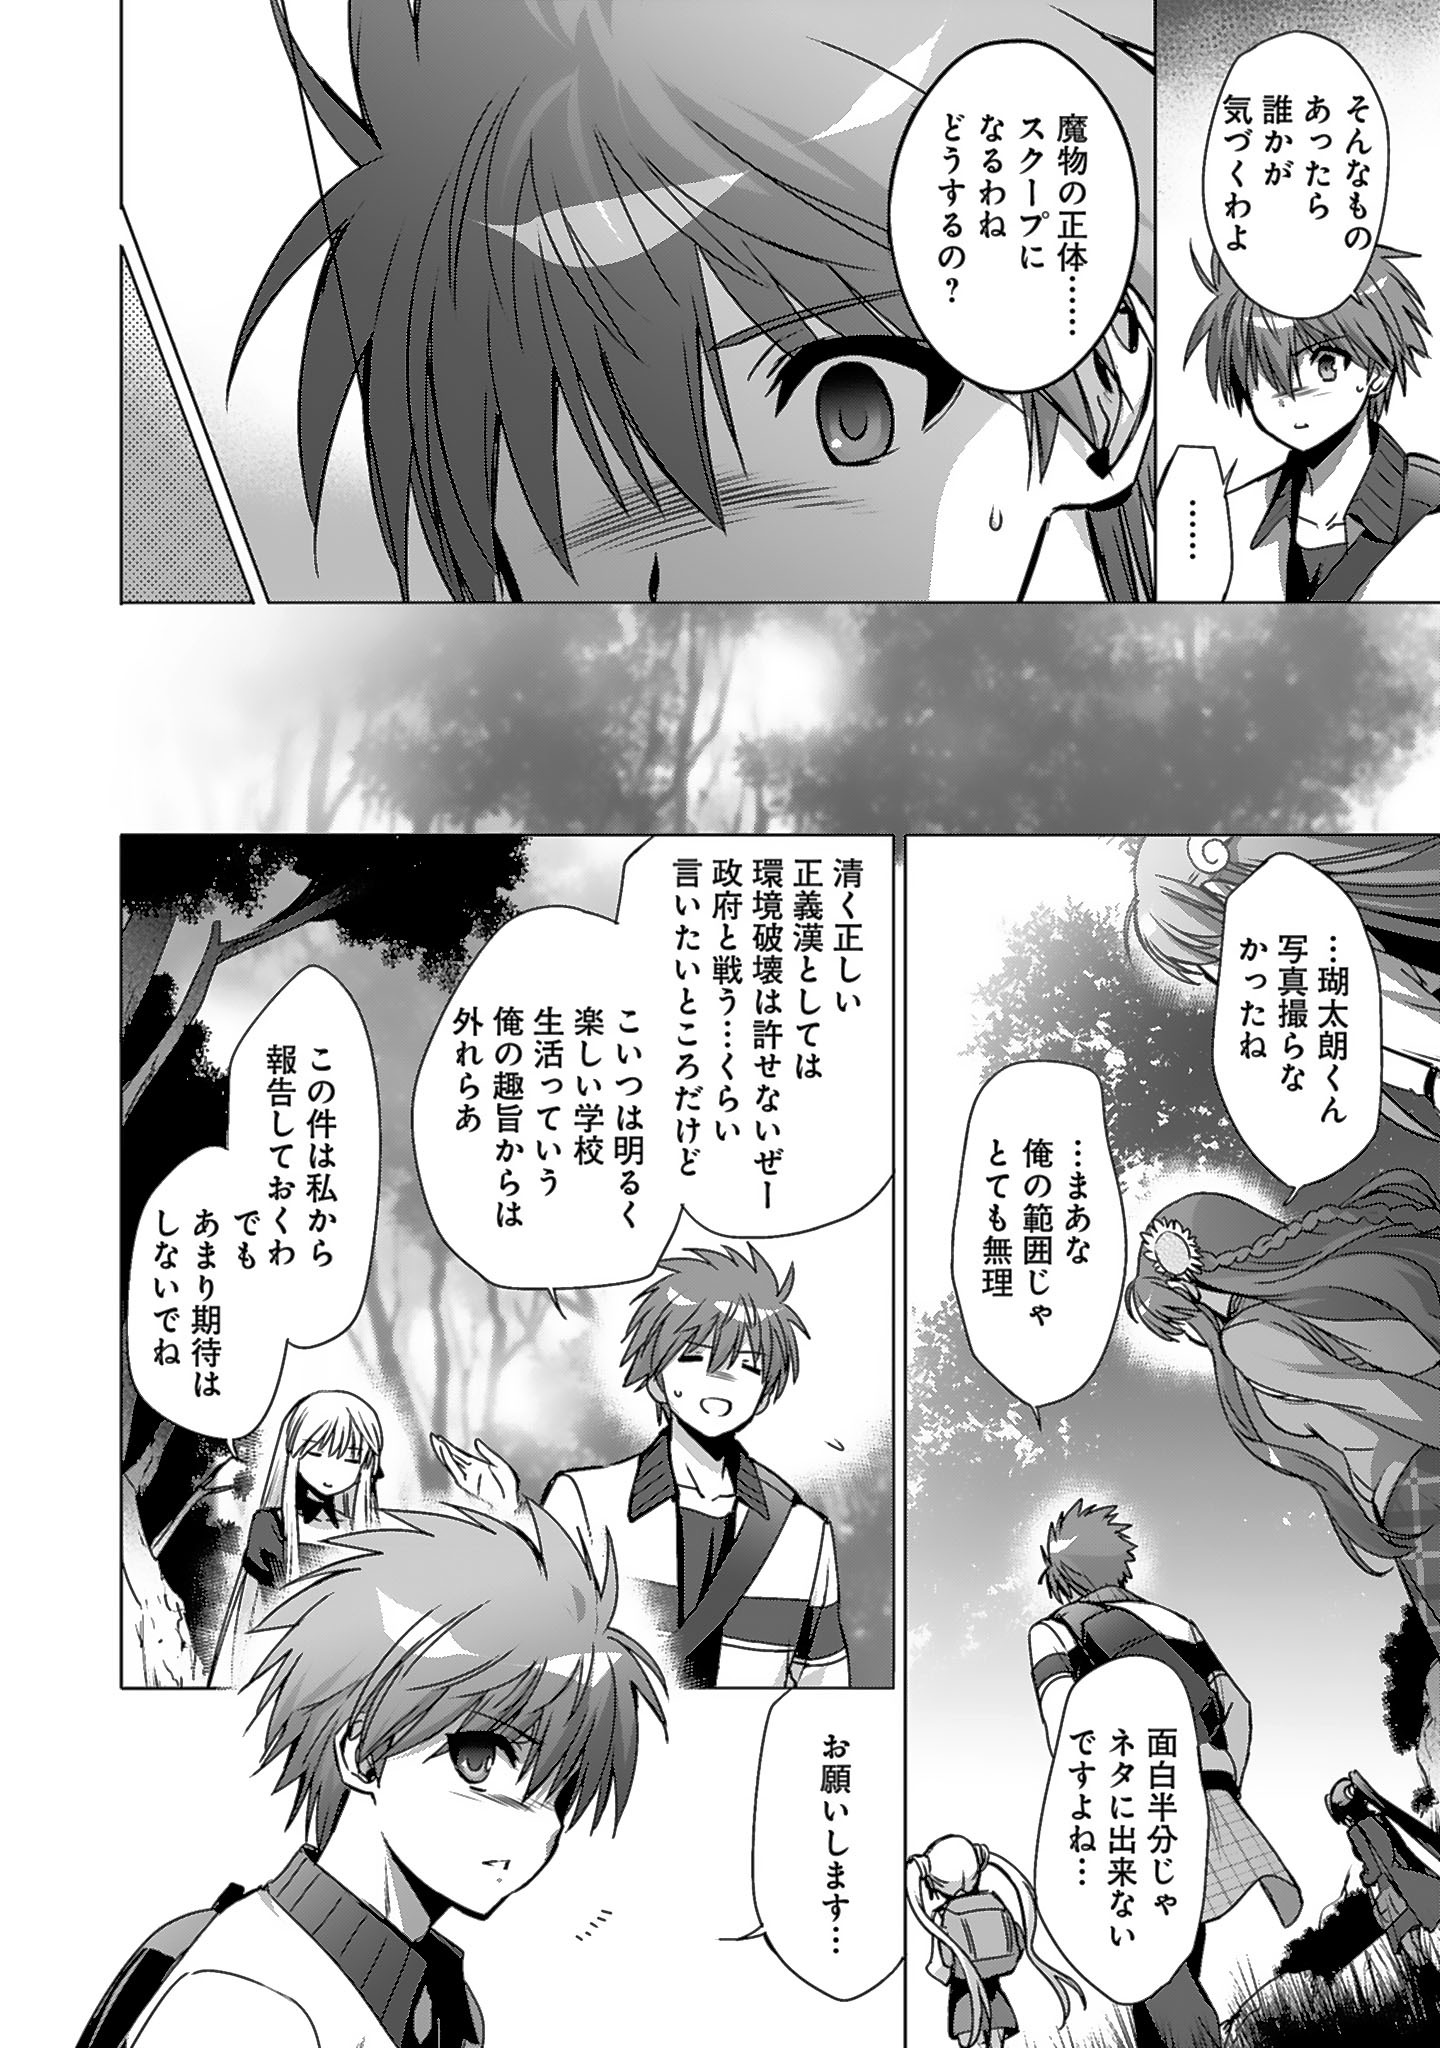 そんなもの
あったら
誰かが
気づくわよ
……
魔物の正体……
スクープに
なるわね
どうするの？
…瑚太朗くん
写真撮らな
かったね
…まあな
俺の範囲じゃ
とても無理
面白半分じゃ
ネタに出来ない
ですよね…
清く正しい
正義漢としては
環境破壊は許せないぜー
政府と戦う…くらい
言いたいところだけど
こいつは明るく
楽しい学校
生活っていう
俺の趣旨からは
外れらあ
この件は私から
報告しておくわ
でも
あまり期待は
しないでね
お願いします…